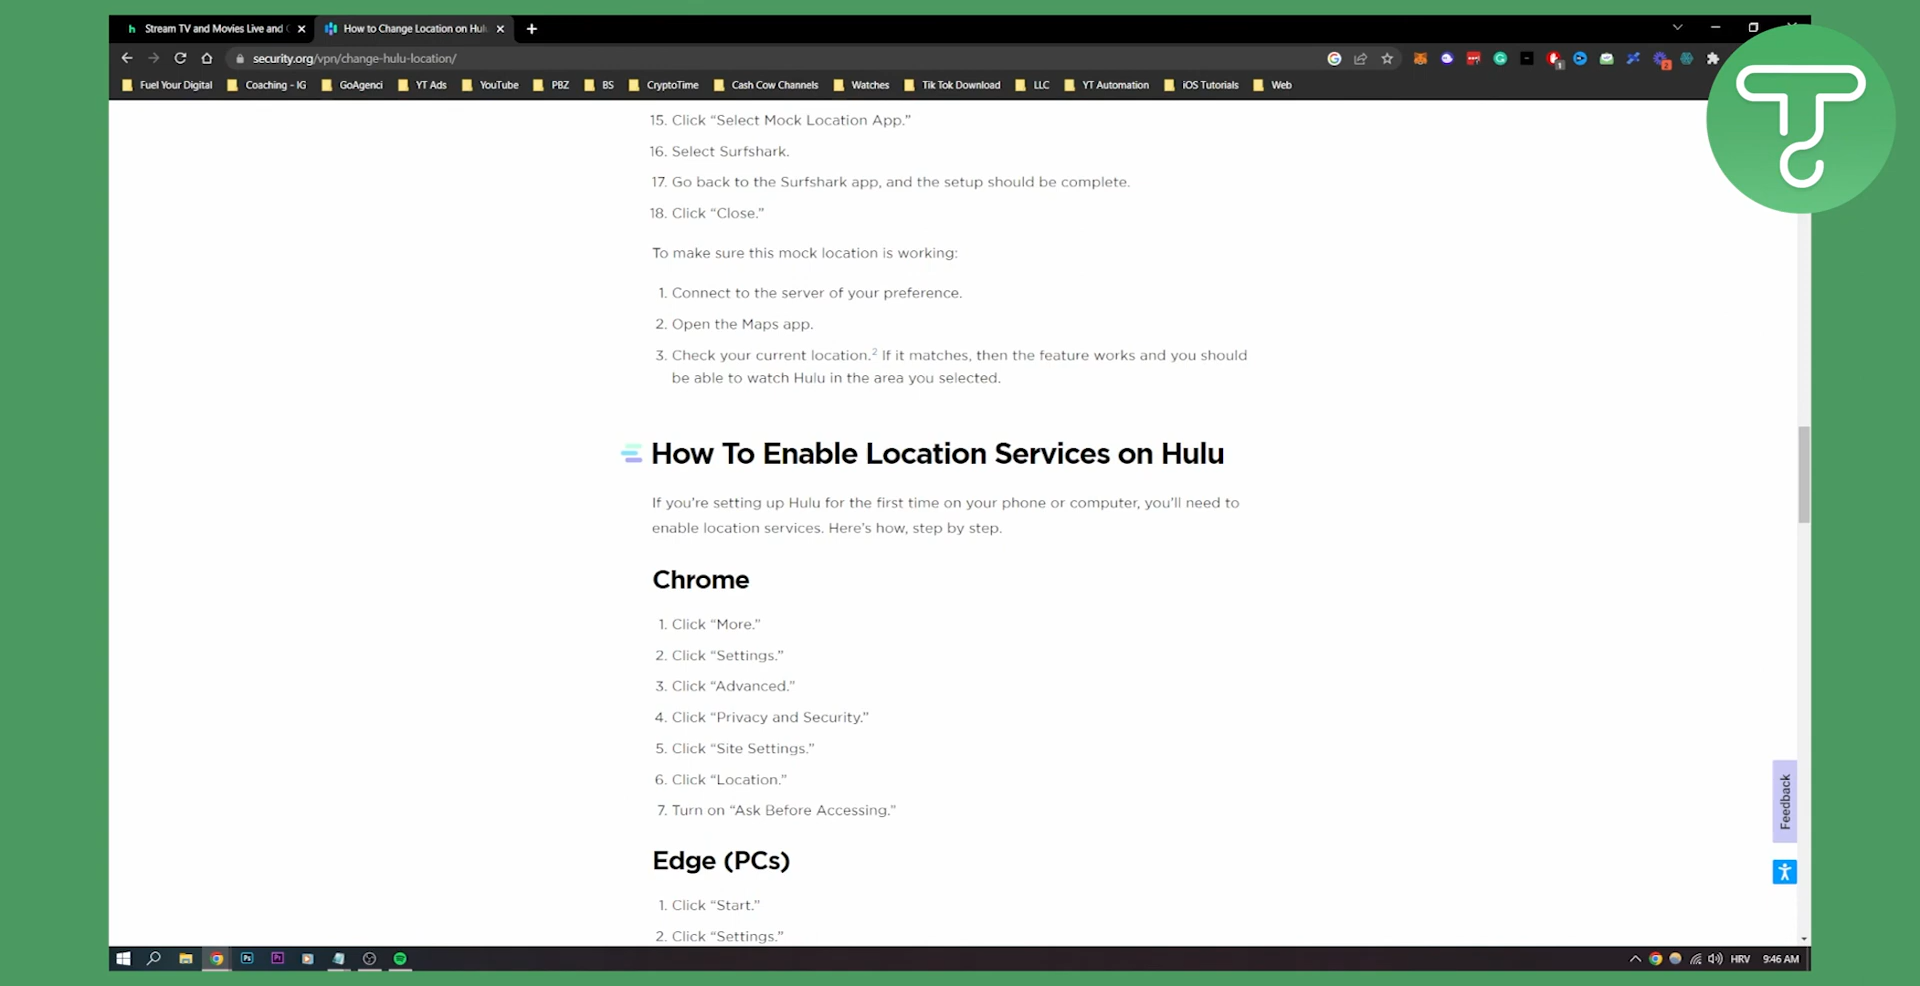 Stream TV and Movies Live and
How to Change Location on Hulu
security.org/vpn/change-hulu-location/
Fuel Your Digital
Coaching - IG
GoAgenci
YT Ads
YouTube
PBZ
BS
CryptoTime
Cash Cow Channels
Watches
Tik Tok Download
LLC
YT Automation
iOS Tutorials
Web
15. Click “Select Mock Location App.”
16. Select Surfshark.
17. Go back to the Surfshark app, and the setup should be complete.
18. Click “Close.”
To make sure this mock location is working:
1. Connect to the server of your preference.
2. Open the Maps app.
3. Check your current location.² If it matches, then the feature works and you should
be able to watch Hulu in the area you selected.
How To Enable Location Services on Hulu
If you’re setting up Hulu for the first time on your phone or computer, you’ll need to
enable location services. Here’s how, step by step.
Chrome
1. Click “More.”
2. Click “Settings.”
3. Click “Advanced.”
4. Click “Privacy and Security.”
5. Click “Site Settings.”
6. Click “Location.”
7. Turn on “Ask Before Accessing.”
Edge (PCs)
1. Click “Start.”
2. Click “Settings.”
Feedback
Ps
Pr
HRV
9:46 AM